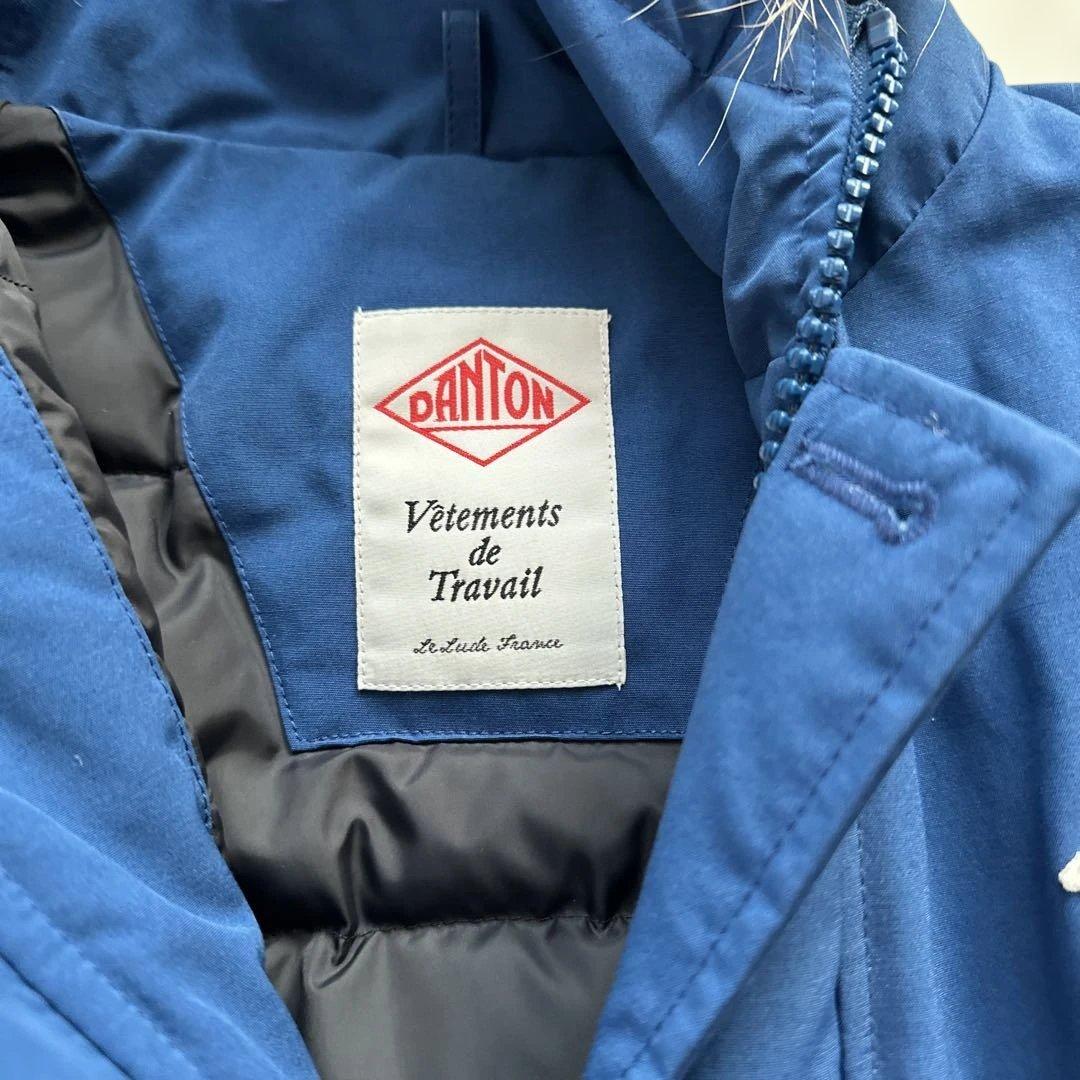 DANTON
Vêtements
de
Travail
Le Lude France